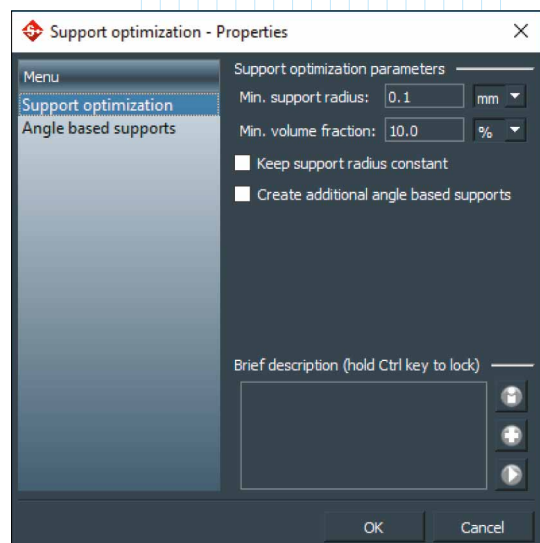 Support optimization - Properties
Menu
Support optimization
Angle based supports
Support optimization parameters
Min. support radius: 0.1 mm
Min. volume fraction: 10.0 %
Keep support radius constant
Create additional angle based supports
Brief description (hold Ctrl key to lock)
OK Cancel